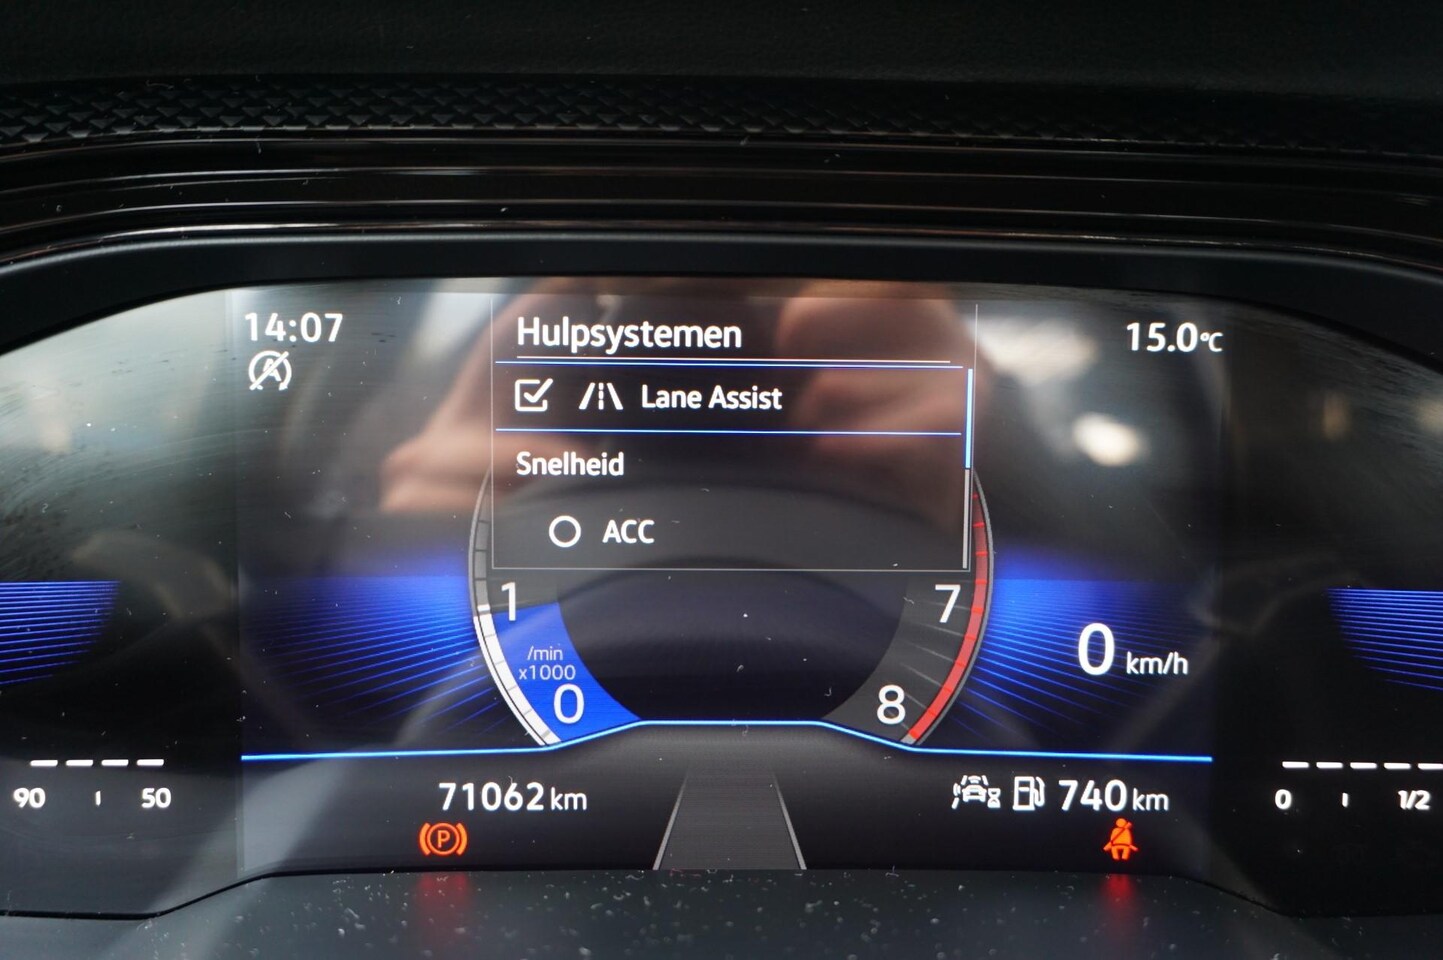 14:07
Hulpsystemen
15.0°C
Lane Assist
Snelheid
ACC
1
7
/min
x1000
0
8
0 km/h
90 50
71062 km
740 km
0 1/2
P